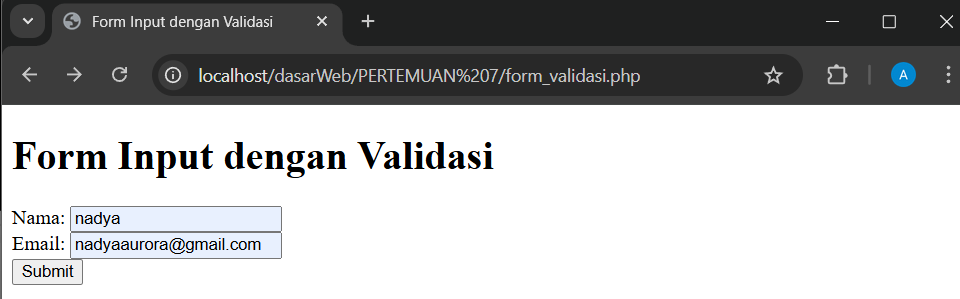 Form Input dengan Validasi
localhost/dasarWeb/PERTEMUAN%207/form_validasi.php
A
Form Input dengan Validasi
Nama: nadya
Email: nadyaaurora@gmail.com
Submit